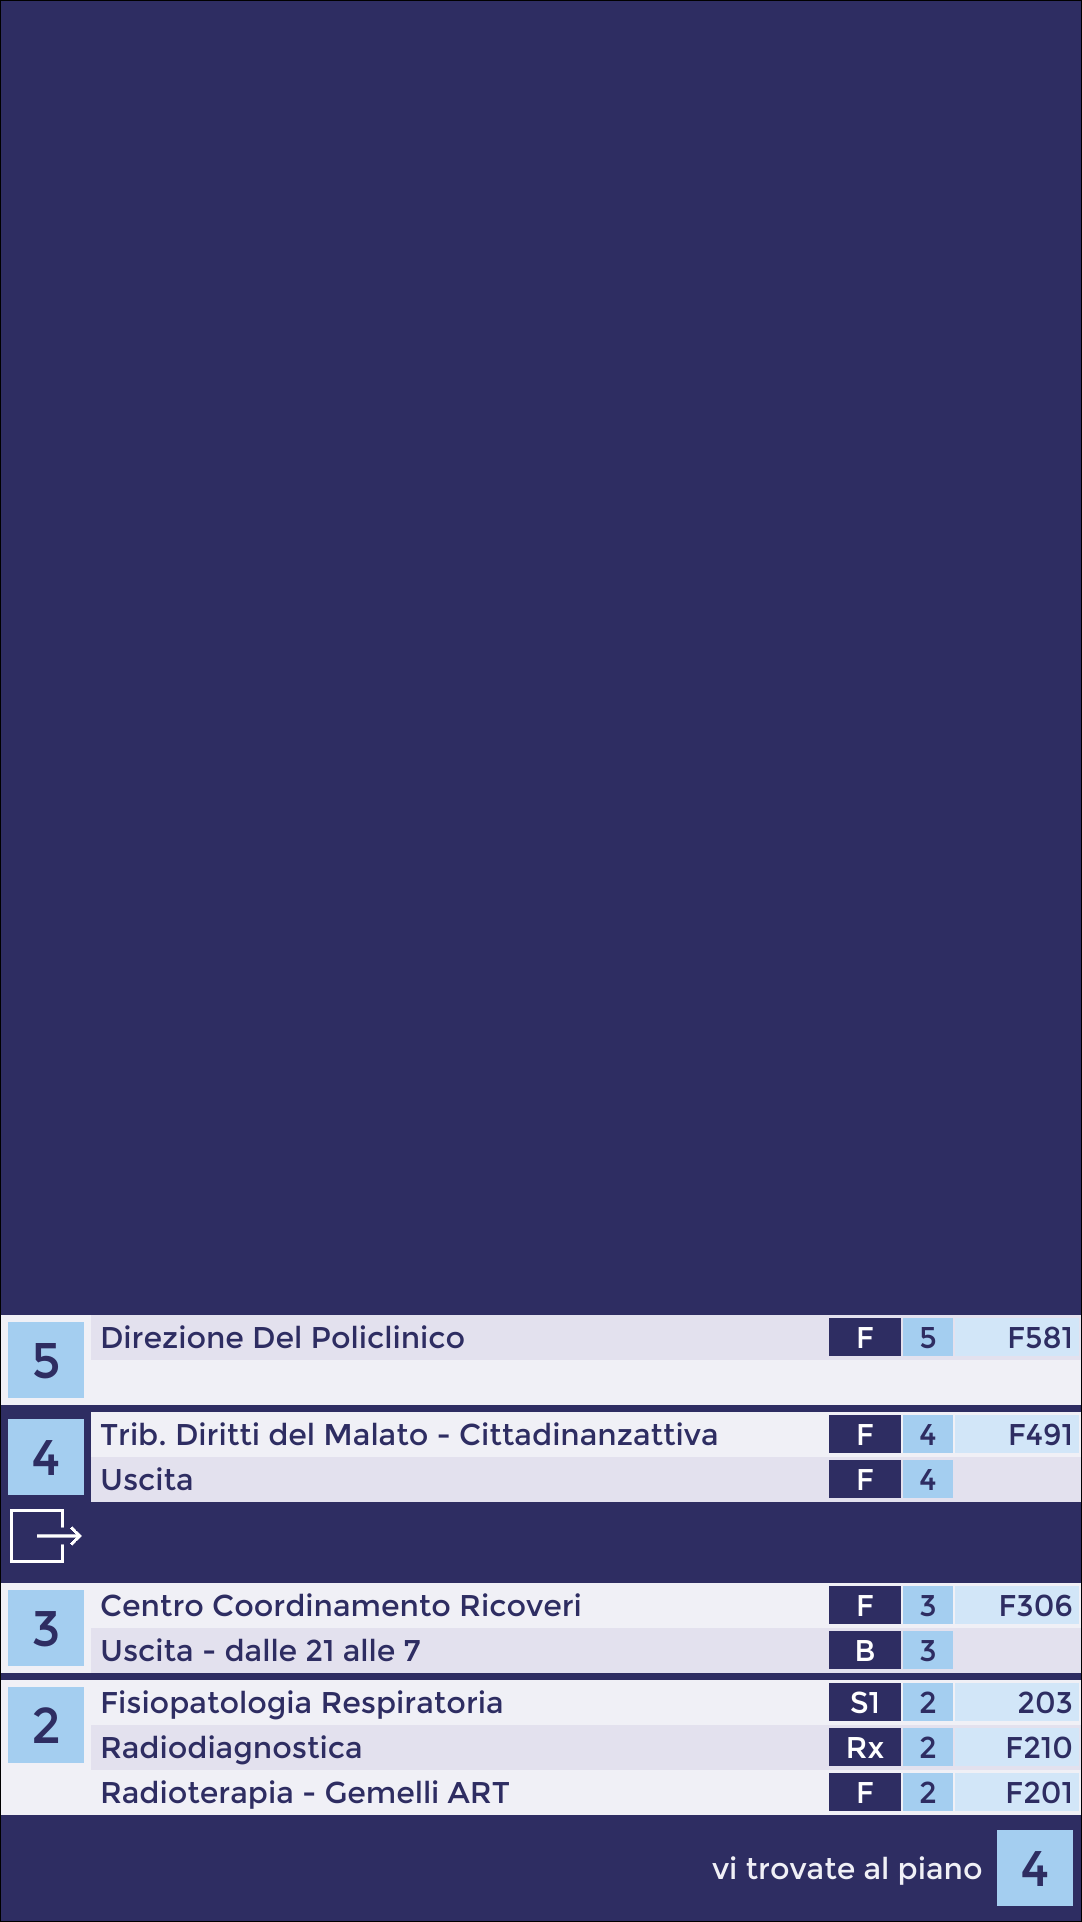 5 Direzione Del Policlinico F 5 F581
4 Trib. Diritti del Malato - Cittadinanzattiva F 4 F491
Uscita F 4
3 Centro Coordinamento Ricoveri F 3 F306
Uscita - dalle 21 alle 7 B 3
2 Fisiopatologia Respiratoria S1 2 203
Radiodiagnostica Rx 2 F210
Radioterapia - Gemelli ART F 2 F201
vi trovate al piano 4